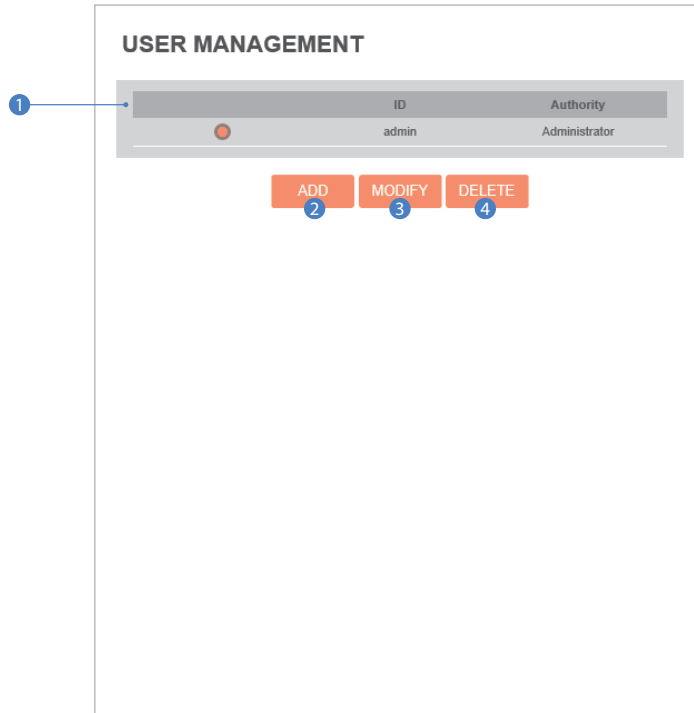 USER MANAGEMENT
1
ID Authority
admin Administrator
ADD MODIFY DELETE
2 3 4